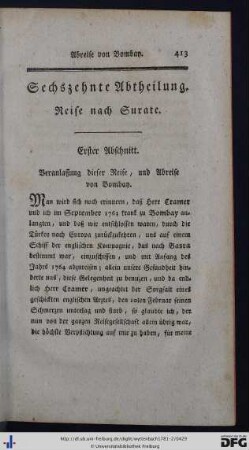 Abreise von Bombay. 413
Sechszehnte Abtheilung.
Reise nach Surate.
Erster Abschnitt.
Veranlassung dieser Reise, und Abreise
von Bombay.
Man wird sich noch erinnern, daß Herr Cramer
und ich im September 1763 krank zu Bombay an-
langten, und daß wir entschlossen waren, durch
die Türkey nach Europa zurückzukehren, und auf einem
Schiff der englischen Kompagnie, das nach Basra
bestimmt war, einzuschiffen, und mit Anfang des
Jahrs 1764 abzureisen; allein unsere Gesundheit hin-
derte uns, diese Gelegenheit zu benutzen, und da end-
lich Herr Cramer, ungeachtet der Sorgfalt eines
geschickten englischen Arztes, den 10ten Februar seinen
Schmerzen unterlag und starb, so glaubte ich, der
nun von der ganzen Reisegesellschaft allein übrig war,
die höchste Verpflichtung auf mir zu haben, für meine
© Universitätsbibliothek Freiburg
DFG